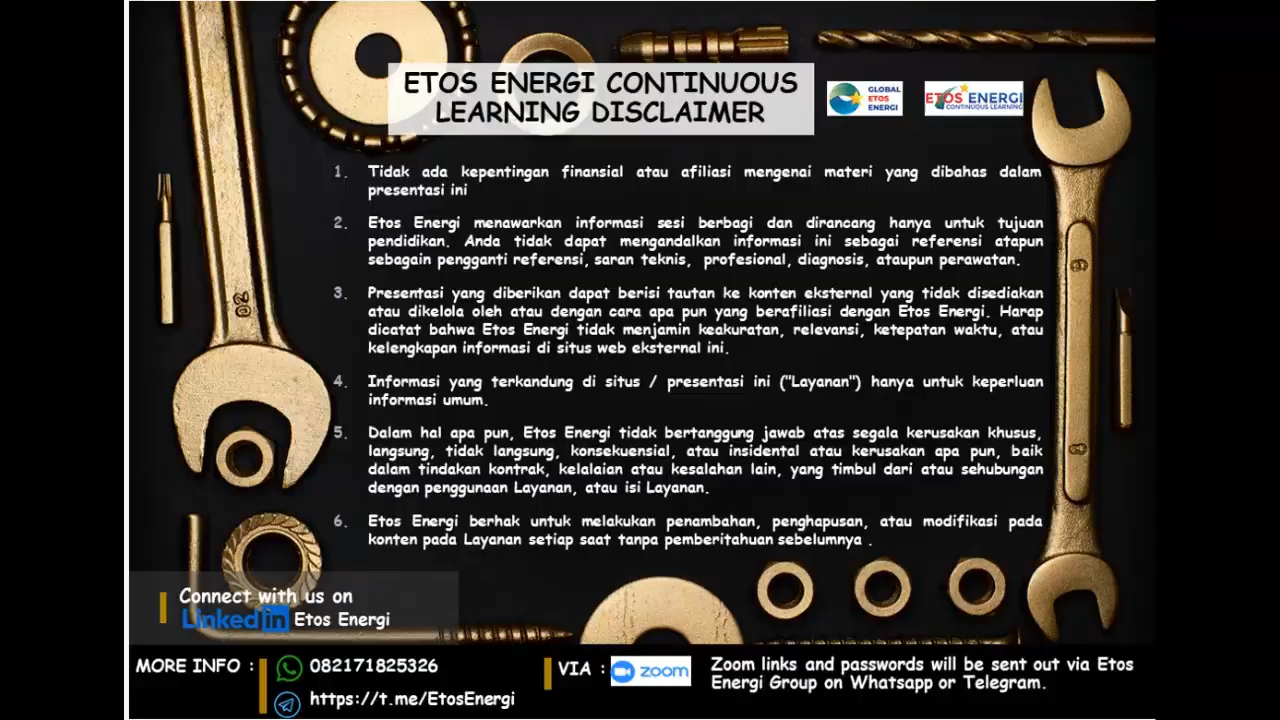 ETOS ENERGI CONTINUOUS
LEARNING DISCLAIMER
GLOBAL
ETOS
ENERGI
ETOS ENERGI
CONTINUOUS LEARNING
1. Tidak ada kepentingan finansial atau afiliasi mengenai materi yang dibahas dalam
presentasi ini
2. Etos Energi menawarkan informasi sesi berbagi dan dirancang hanya untuk tujuan
pendidikan. Anda tidak dapat mengandalkan informasi ini sebagai referensi atapun
sebagain pengganti referensi, saran teknis, profesional, diagnosis, ataupun perawatan.
3. Presentasi yang diberikan dapat berisi tautan ke konten eksternal yang tidak disediakan
atau dikelola oleh atau dengan cara apa pun yang berafiliasi dengan Etos Energi. Harap
dicatat bahwa Etos Energi tidak menjamin keakuratan, relevansi, ketepatan waktu, atau
kelengkapan informasi di situs web eksternal ini.
4. Informasi yang terkandung di situs / presentasi ini ("Layanan") hanya untuk keperluan
informasi umum.
5. Dalam hal apa pun, Etos Energi tidak bertanggung jawab atas segala kerusakan khusus,
langsung, tidak langsung, konsekuensial, atau insidental atau kerusakan apa pun, baik
dalam tindakan kontrak, kelalaian atau kesalahan lain, yang timbul dari atau sehubungan
dengan penggunaan Layanan, atau isi Layanan.
6. Etos Energi berhak untuk melakukan penambahan, penghapusan, atau modifikasi pada
konten pada Layanan setiap saat tanpa pemberitahuan sebelumnya .
Connect with us on
Linked in Etos Energi
MORE INFO : 082171825326
https://t.me/EtosEnergi
VIA : zoom
Zoom links and passwords will be sent out via Etos
Energi Group on Whatsapp or Telegram.